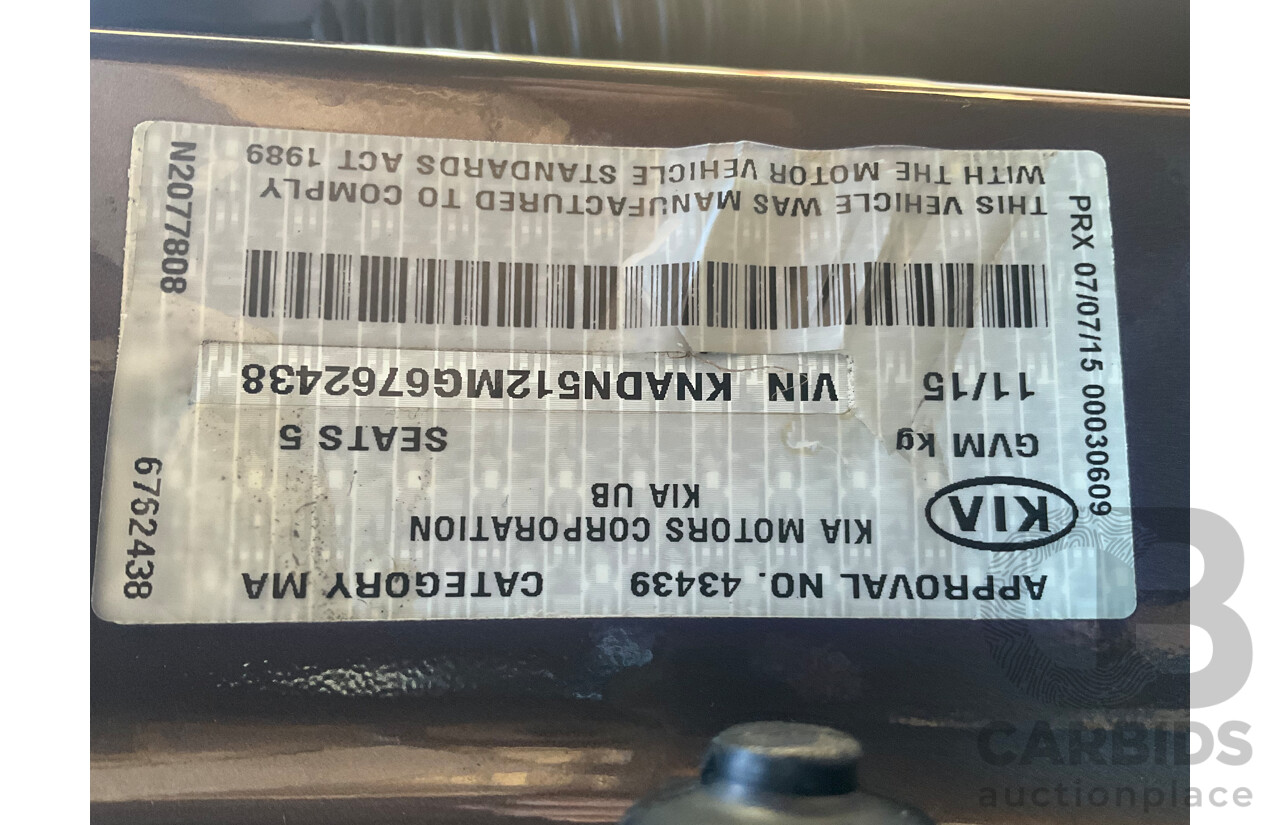 APPROVAL NO. 43439 CATEGORY MA
KIA
KIA MOTORS CORPORATION
KIA UB
GVM kg SEATS 5
11/15 VIN KNADN512MG6762438
THIS VEHICLE WAS MANUFACTURED TO COMPLY
WITH THE MOTOR VEHICLE STANDARDS ACT 1989
PRX 07/07/15 00030609
N2077808
6762438
CB
CARBIDS
auctionplace